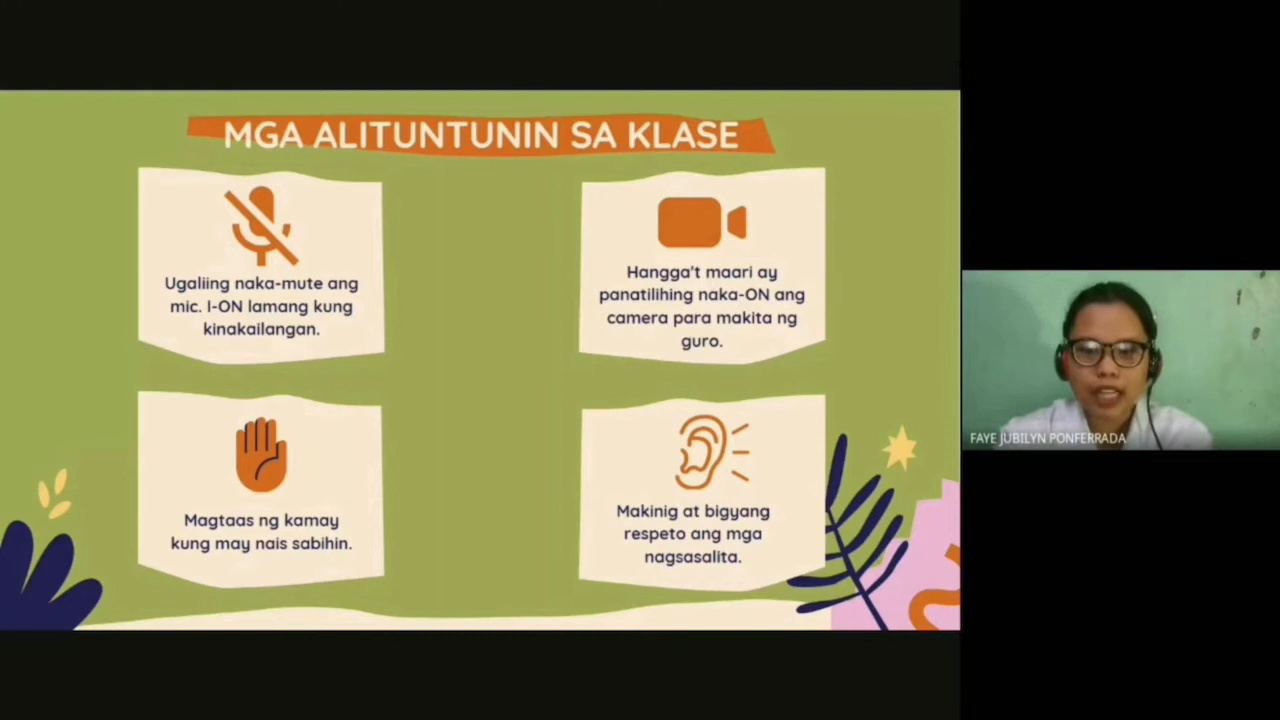 MGA ALITUNTUNIN SA KLASE
Ugaliing naka-mute ang
mic. I-ON lamang kung
kinakailangan.
Hangga't maari ay
panatilihing naka-ON ang
camera para makita ng
guro.
Magtaas ng kamay
kung may nais sabihin.
Makinig at bigyang
respeto ang mga
nagsasalita.
FAYE JUBILYN PONFERRADA